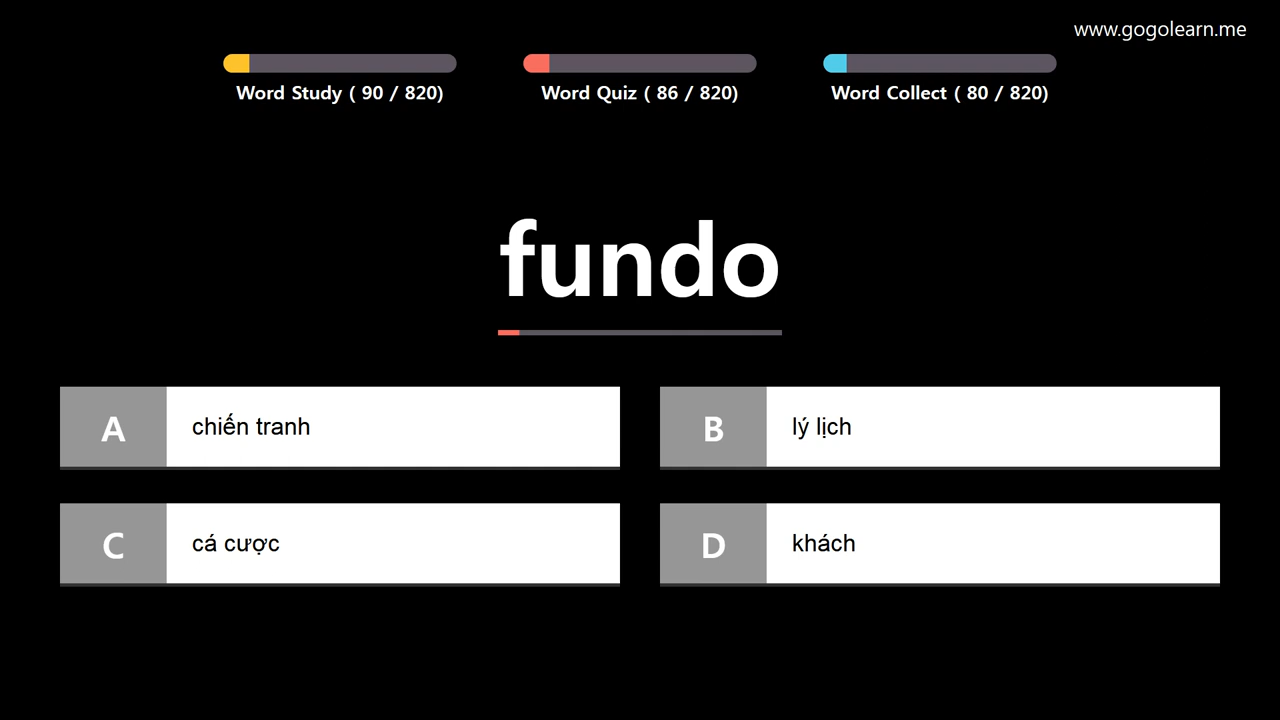 www.gogolearn.me
Word Study ( 90 / 820)
Word Quiz ( 86 / 820)
Word Collect ( 80 / 820)
fundo
A
chiến tranh
B
lý lịch
C
cá cược
D
khách